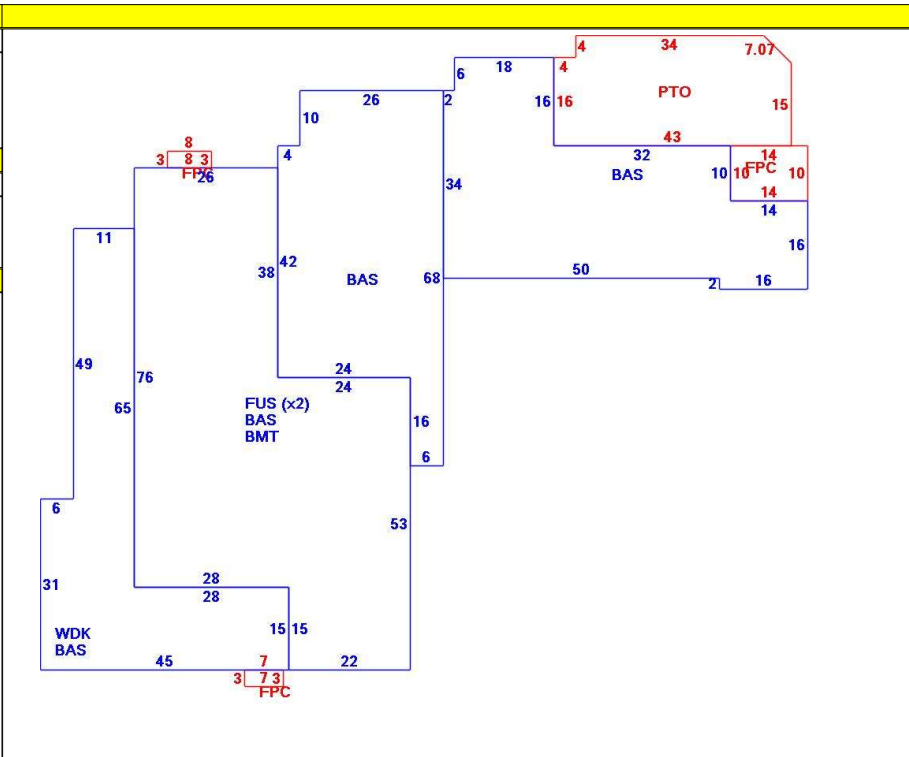 4 34 7.07
6 18 4
PTO
26 2 16 16 15
10
43
8 4 32 14
3 8 3 BAS 10 10 FPC 10
FPC 26
34 14
14
11 16
38 42 BAS 68 50
2 16
49 76 24
24
65 FUS (x2) 16
BAS
BMT
6
6
53
31 28
28
WDK 15 15
BAS
45 7 22
3 7 3
FPC